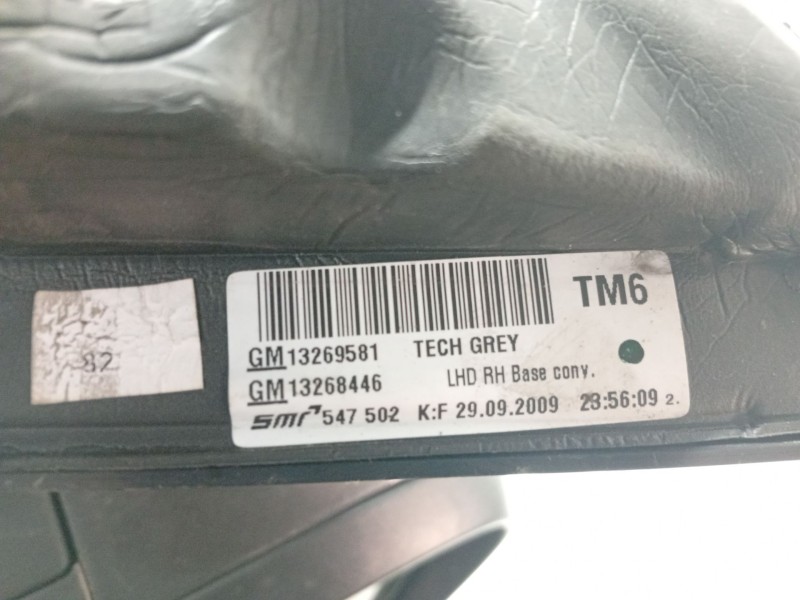 TM6
GM13269581 TECH GREY
GM13268446 LHD RH Base conv.
smr 547 502 K:F 29.09.2009 23:56:09 2.
82